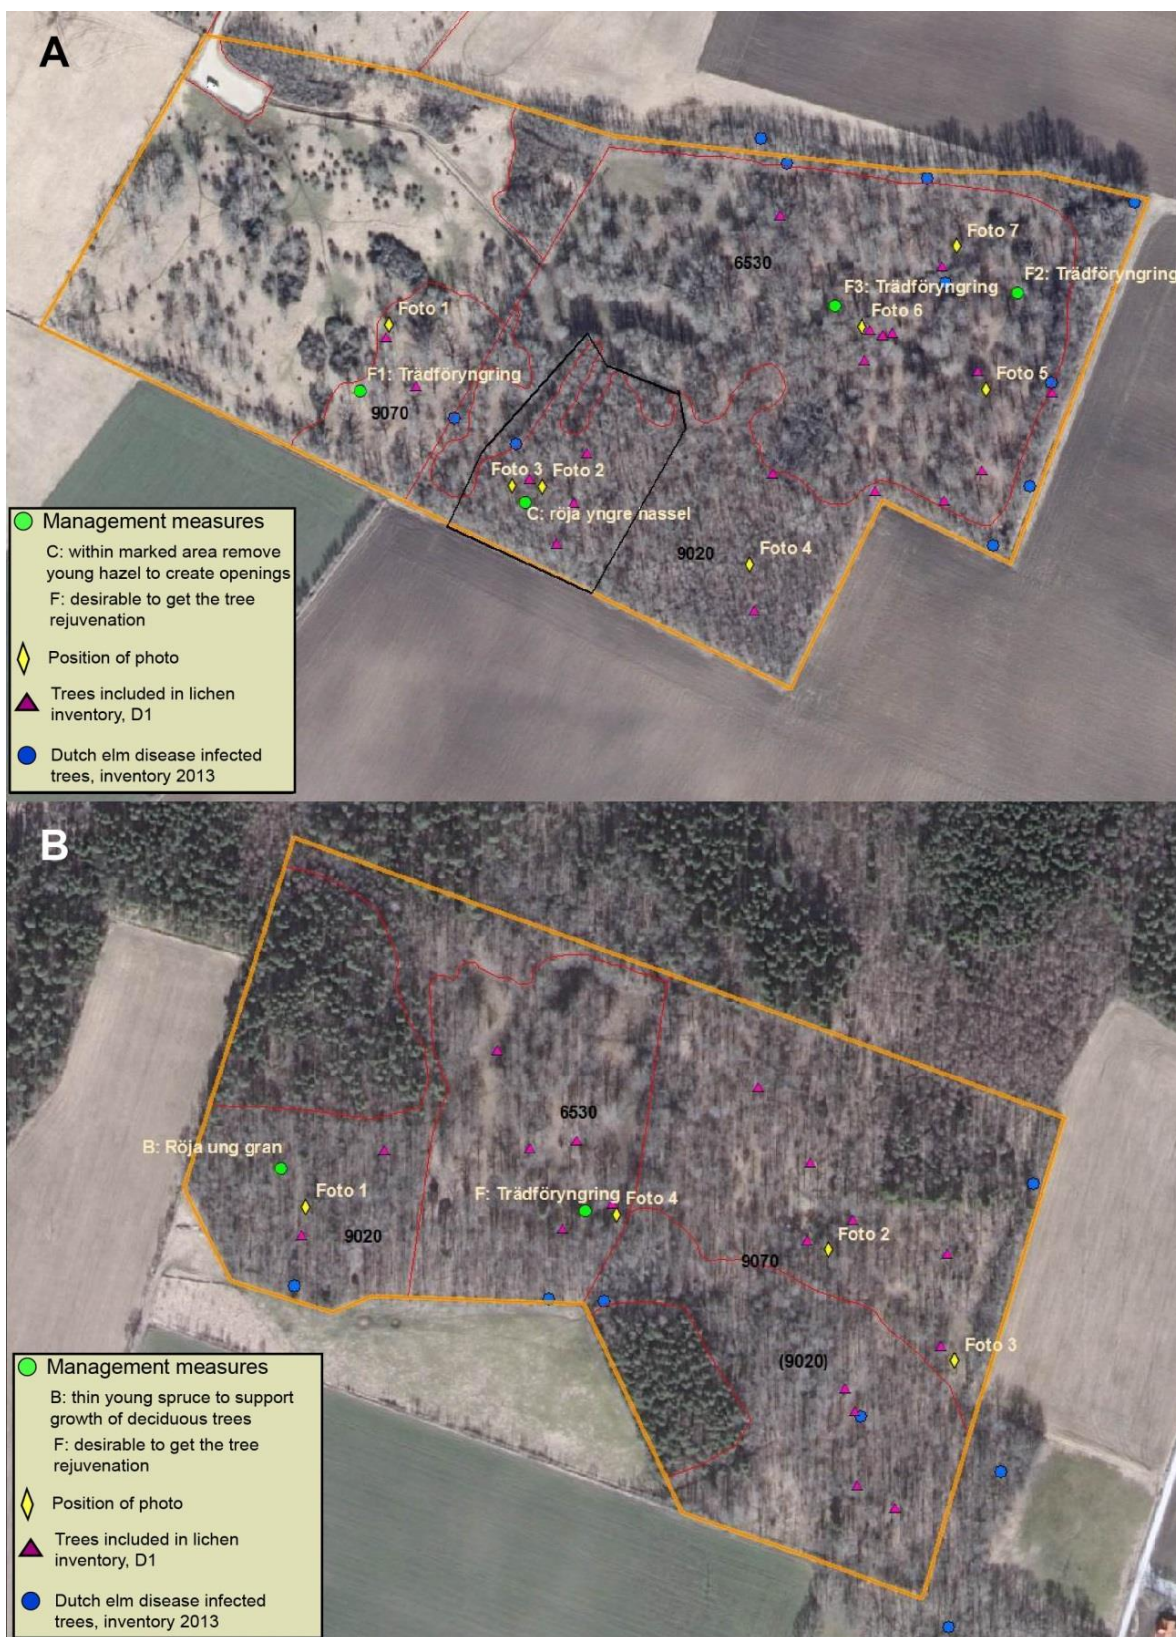 A
Foto 7
6530
F2: Trädföryngring
F3: Trädföryngring
Foto 6
Foto 1
F1: Trädföryngring
Foto 5
9070
Foto 3
Foto 2
C: röja yngre hassel
9020
Foto 4
Management measures
C: within marked area remove
young hazel to create openings
F: desirable to get the tree
rejuvenation
Position of photo
Trees included in lichen
inventory, D1
Dutch elm disease infected
trees, inventory 2013
B
6530
B: Röja ung gran
Foto 1
F: Trädföryngring
Foto 4
9020
Foto 2
9070
(9020)
Foto 3
Management measures
B: thin young spruce to support
growth of deciduous trees
F: desirable to get the tree
rejuvenation
Position of photo
Trees included in lichen
inventory, D1
Dutch elm disease infected
trees, inventory 2013